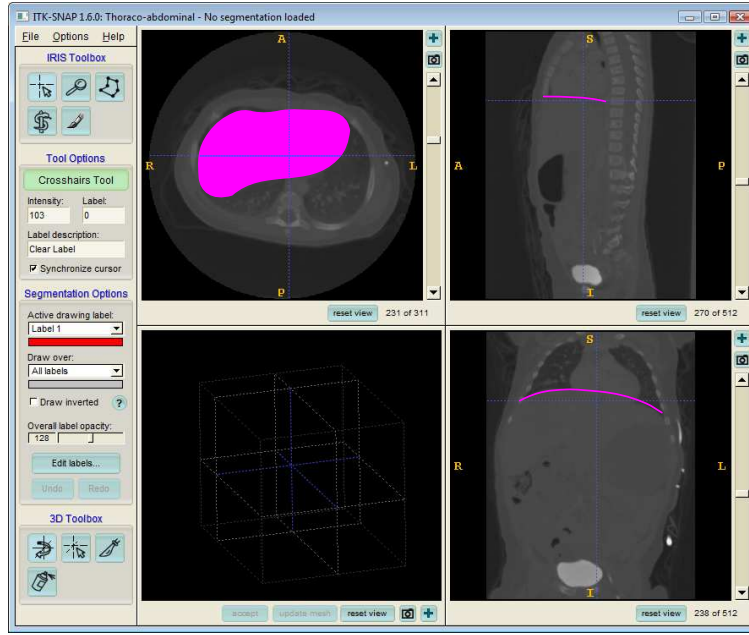 ITK-SNAP 1.6.0: Thoraco-abdominal - No segmentation loaded
File Options Help
IRIS Toolbox
Tool Options
Crosshairs Tool
Intensity: Label:
103 0
Label description:
Clear Label
Synchronize cursor
Segmentation Options
Active drawing label:
Label 1
Draw over:
All labels
Draw inverted ?
Overall label opacity:
128
Edit labels...
Undo Redo
3D Toolbox
A
R
L
P
reset view 231 of 311
S
A
P
I
reset view 270 of 512
accept update mesh reset view
S
R
L
I
reset view 238 of 512